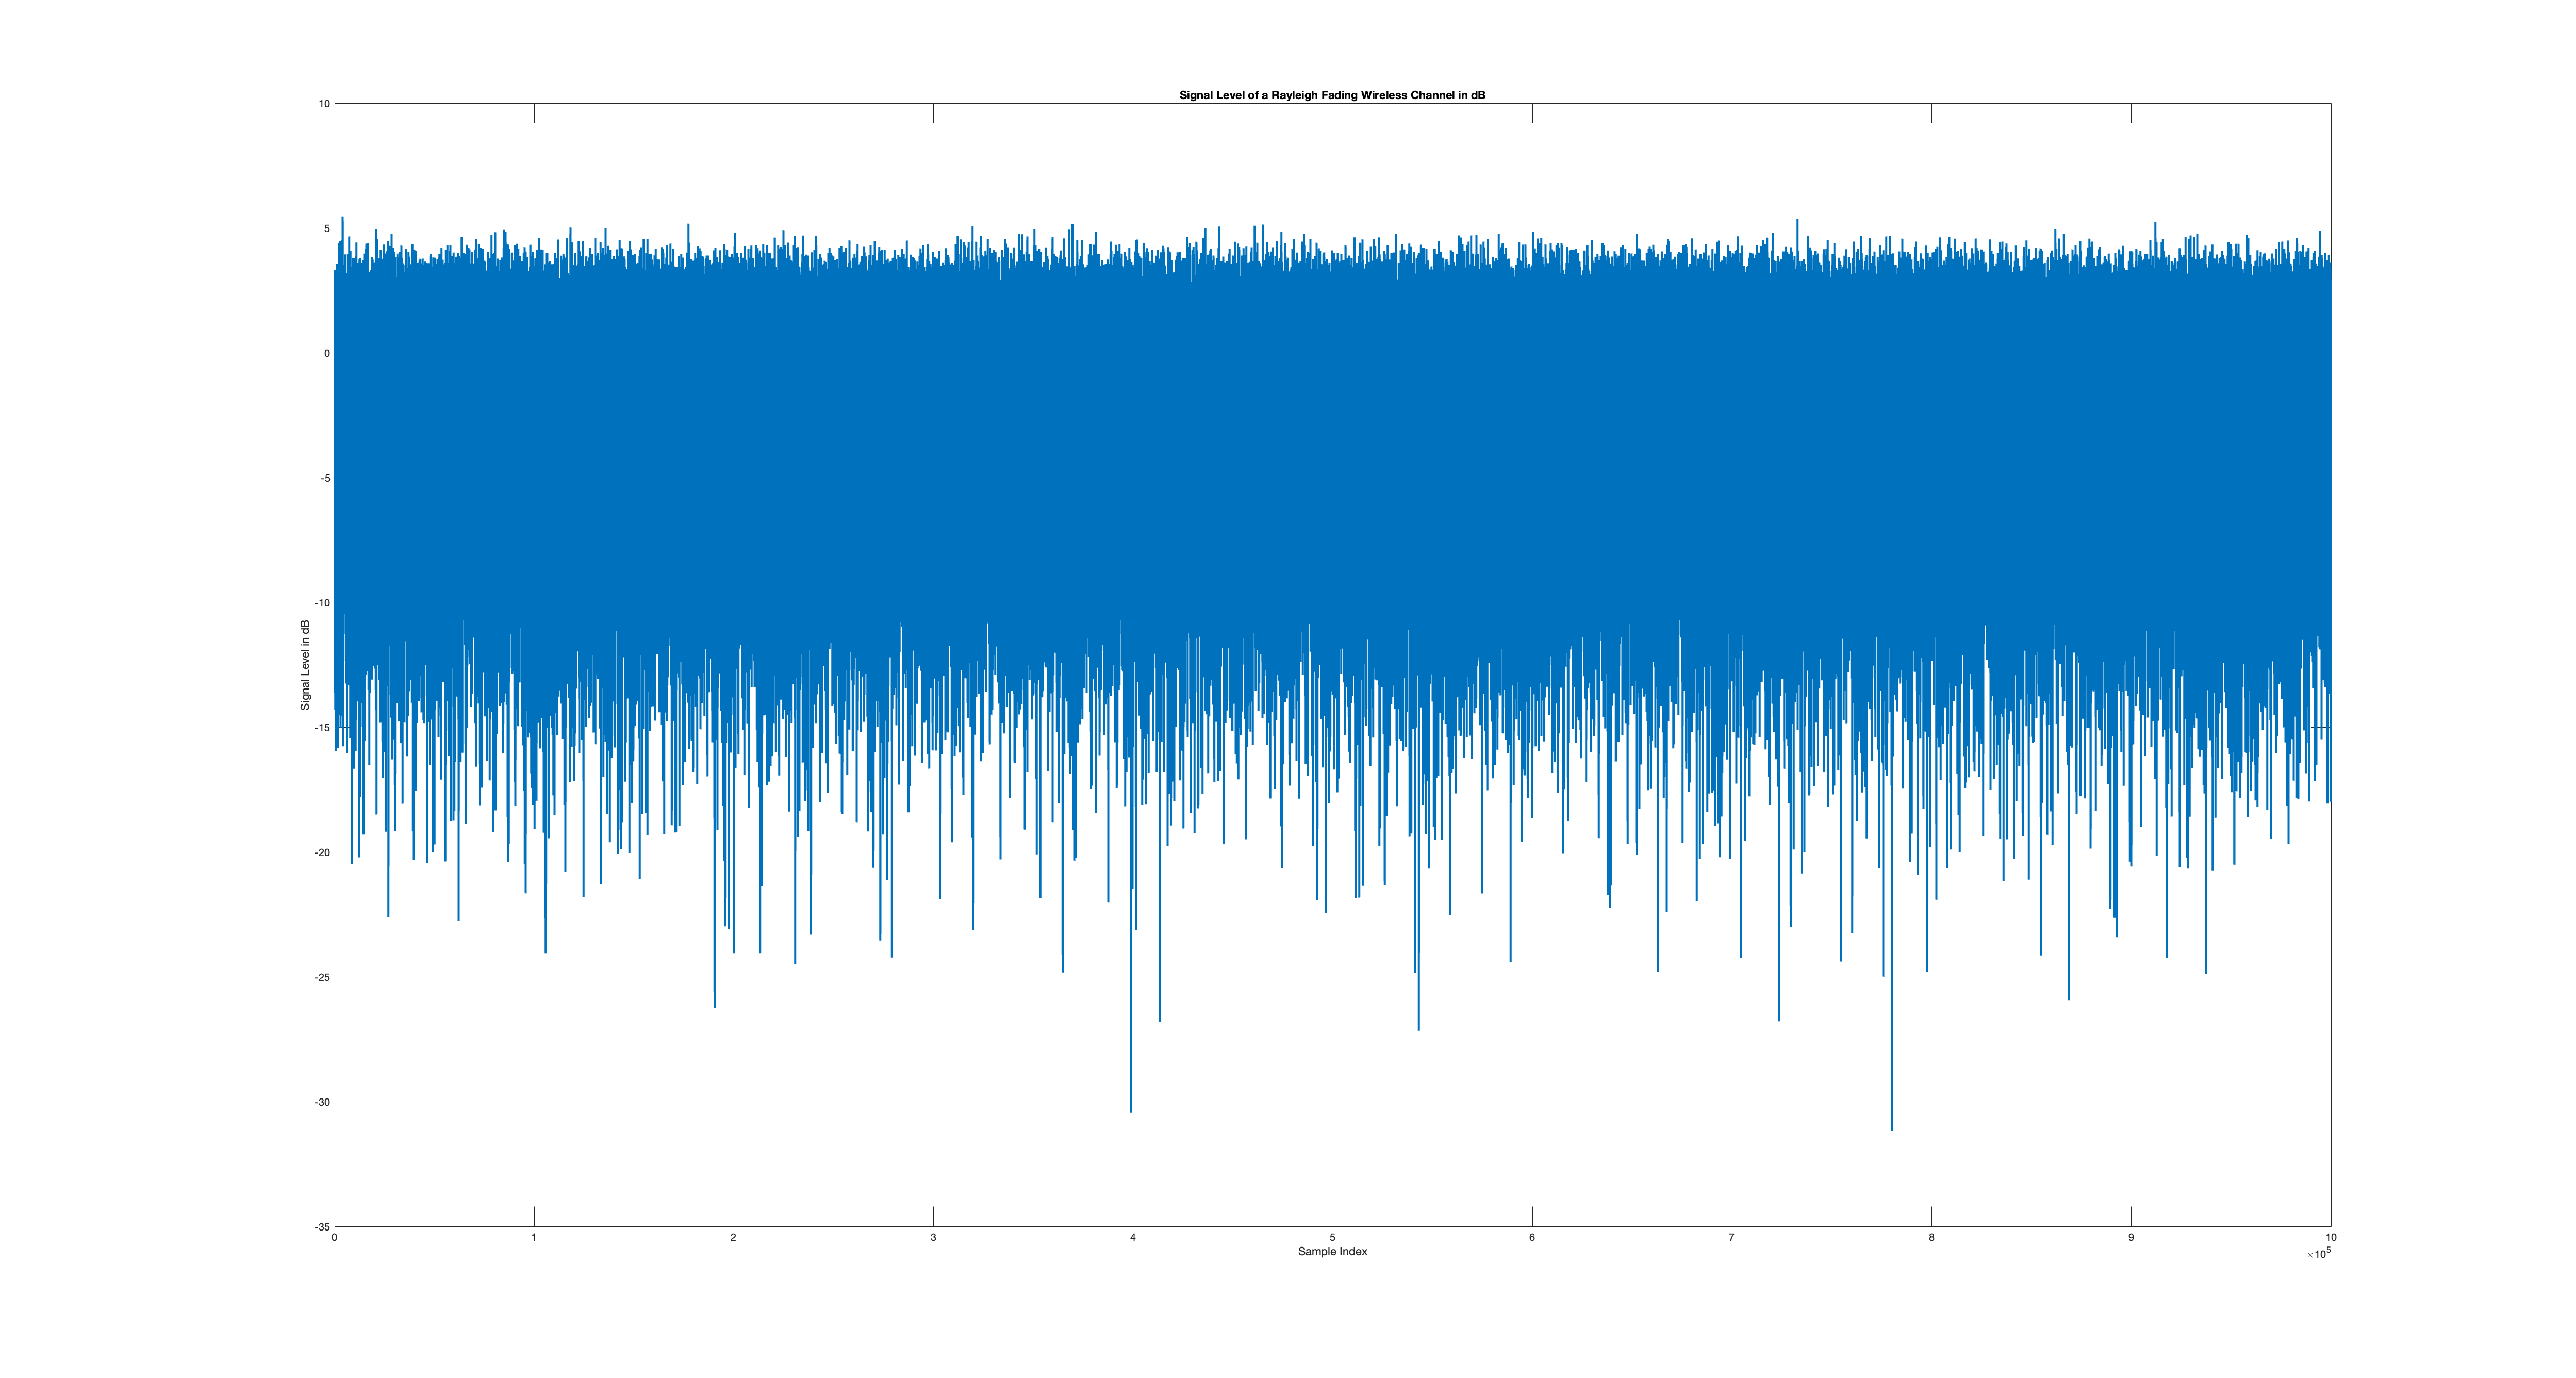 Signal Level of a Rayleigh Fading Wireless Channel in dB
10
5
0
-5
-10
-15
-20
-25
-30
-35
Signal Level in dB
0 1 2 3 4 5 6 7 8 9 10
Sample Index
×10⁵